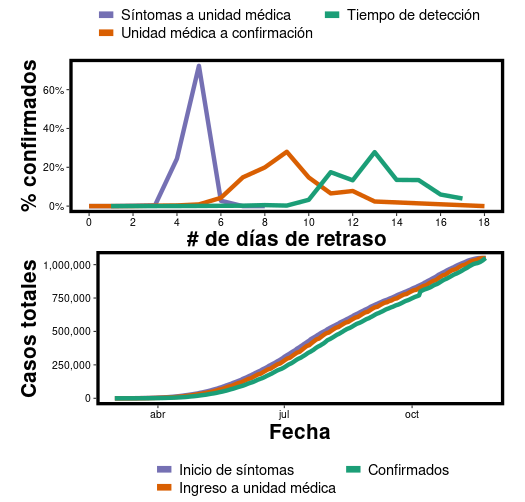 Síntomas a unidad médica
Tiempo de detección
Unidad médica a confirmación
% confirmados
60%
40%
20%
0%
0 2 4 6 8 10 12 14 16 18
# de días de retraso
Casos totales
1,000,000
750,000
500,000
250,000
0
abr jul oct
Fecha
Inicio de síntomas
Confirmados
Ingreso a unidad médica